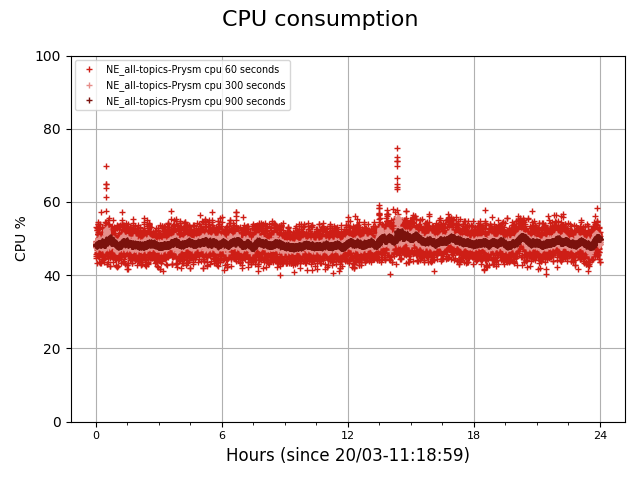 CPU consumption
NE_all-topics-Prysm cpu 60 seconds
NE_all-topics-Prysm cpu 300 seconds
NE_all-topics-Prysm cpu 900 seconds
100
80
60
40
20
0
CPU %
0 6 12 18 24
Hours (since 20/03-11:18:59)